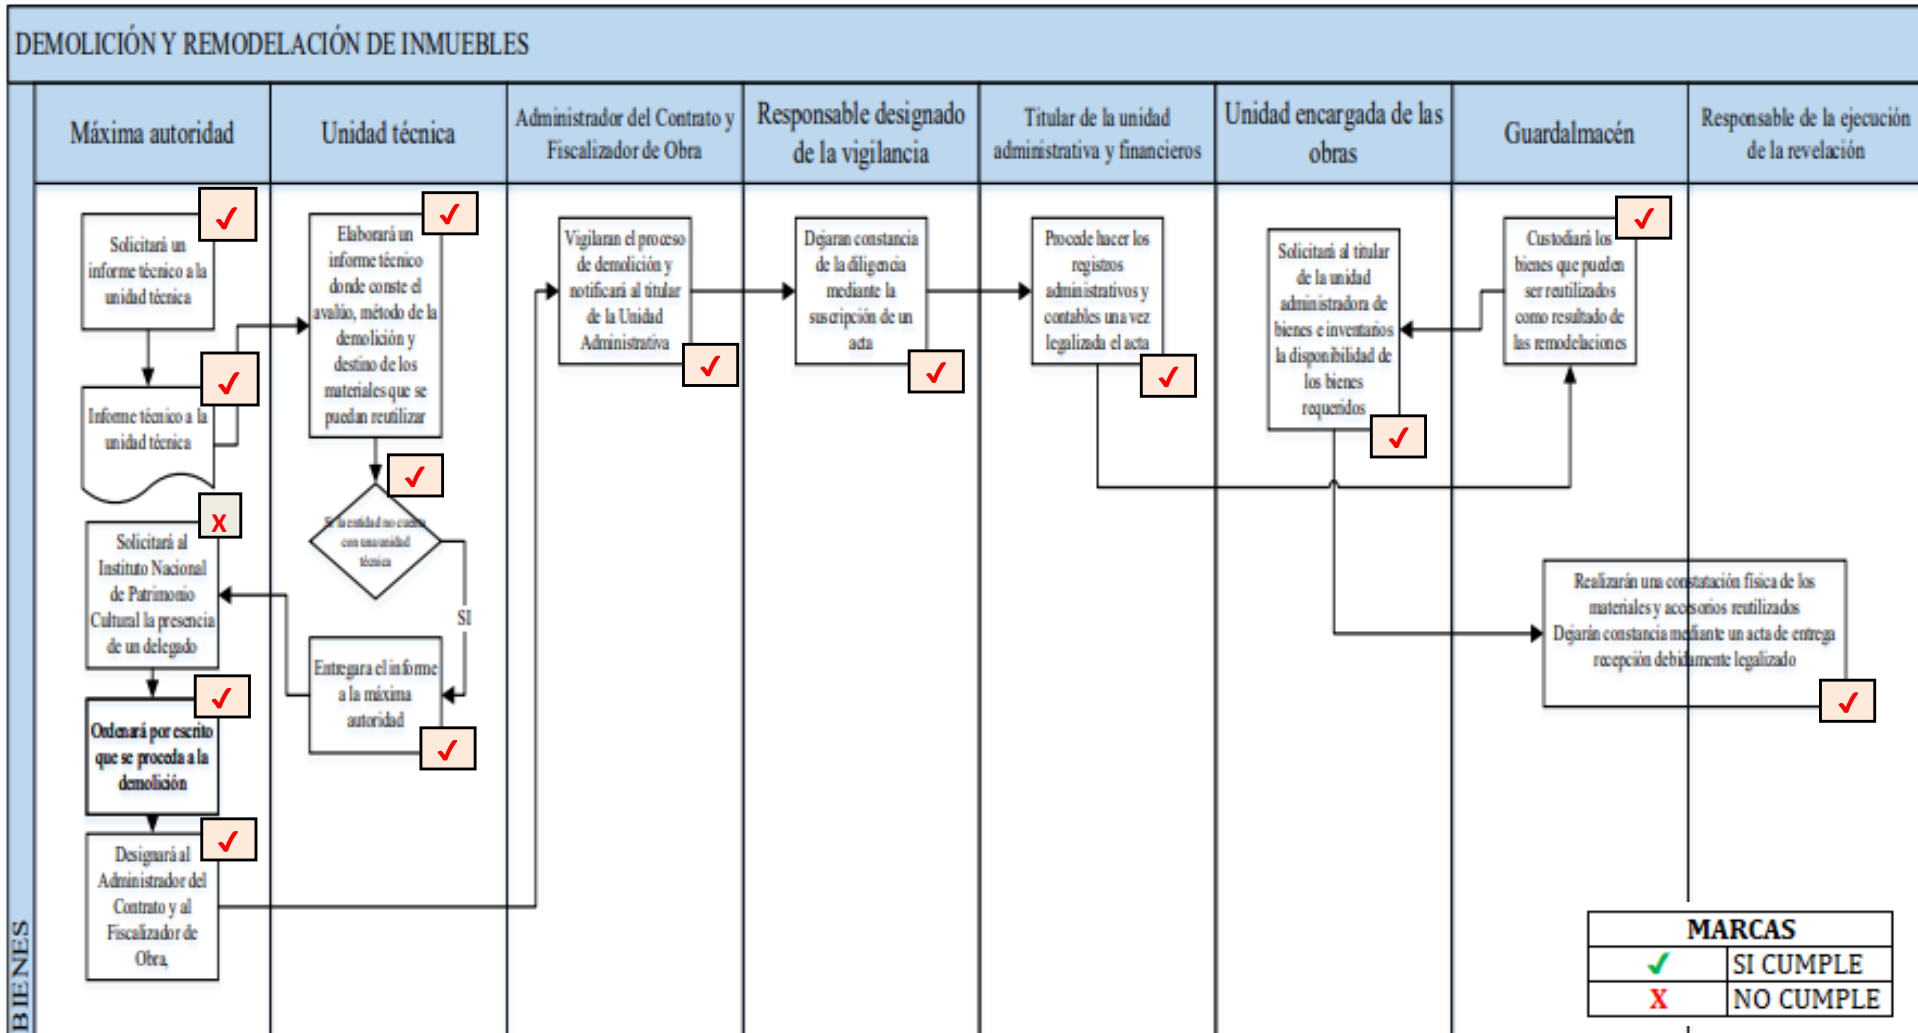 DEMOLICIÓN Y REMODELACIÓN DE INMUEBLES
Máxima autoridad
Unidad técnica
Administrador del Contrato y
Fiscalizador de Obra
Responsable designado
de la vigilancia
Titular de la unidad
administrativa y financieros
Unidad encargada de las
obras
Guardalmacén
Responsable de la ejecución
de la revelación
BIENES
Solicitará un
informe técnico a la
unidad técnica
✓
Informe técnico a la
unidad técnica
✓
Solicitará al
Instituto Nacional
de Patrimonio
Cultural la presencia
de un delegado
X
Ordenará por escrito
que se proceda a la
demolición
✓
Designará al
Administrador del
Contrato y al
Fiscalizador de
Obra,
✓
Elaborará un
informe técnico
donde conste el
avalúo, método de la
demolición y
destino de los
materiales que se
puedan reutilizar
✓
Si la entidad no cuenta
con una unidad
técnica
✓
SI
Entregara el informe
a la máxima
autoridad
✓
Vigilaran el proceso
de demolición y
notificará al titular
de la Unidad
Administrativa
✓
Dejaran constancia
de la diligencia
mediante la
suscripción de un
acta
✓
Procede hacer los
registros
administrativos y
contables una vez
legalizada el acta
✓
Solicitará al titular
de la unidad
administradora de
bienes e inventarios
la disponibilidad de
los bienes
requeridos
✓
Custodiará los
bienes que pueden
ser reutilizados
como resultado de
las remodelaciones
✓
Realizarán una constatación física de los
materiales y accesorios reutilizados
Dejarán constancia mediante un acta de entrega
recepción debidamente legalizado
✓
MARCAS
✓ SI CUMPLE
X NO CUMPLE